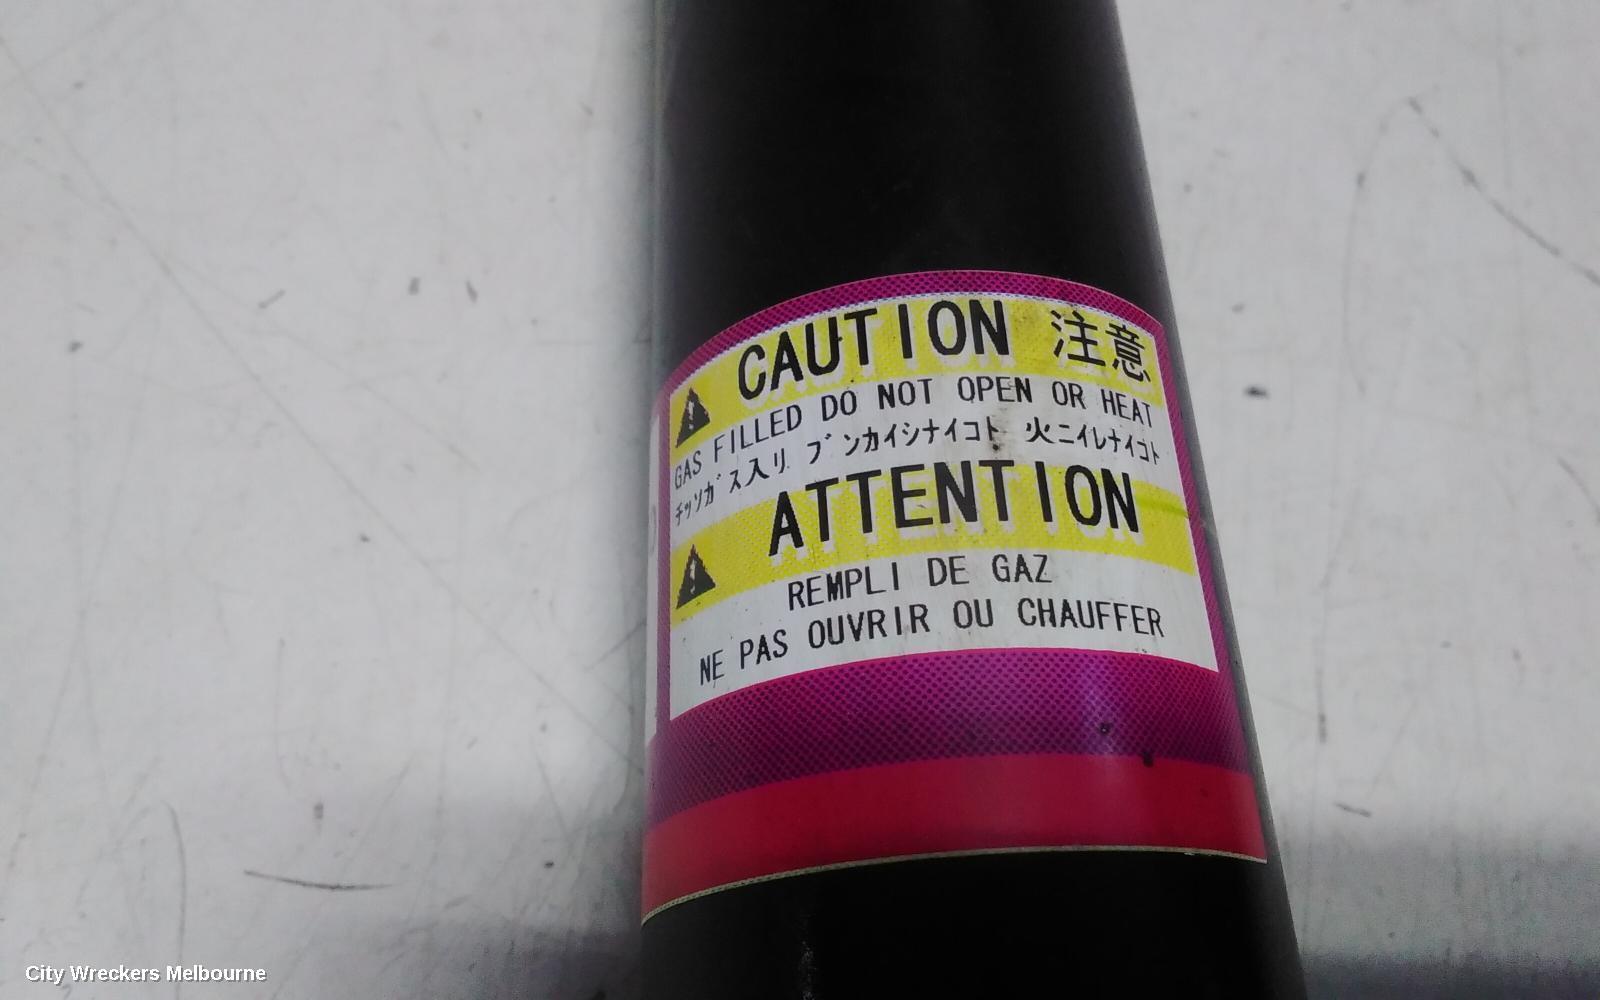 CAUTION 注意
GAS FILLED DO NOT OPEN OR HEAT
チッソガス入リ ブンカイシナイコト 火ニイレナイコト
ATTENTION
REMPLI DE GAZ
NE PAS OUVRIR OU CHAUFFER
City Wreckers Melbourne